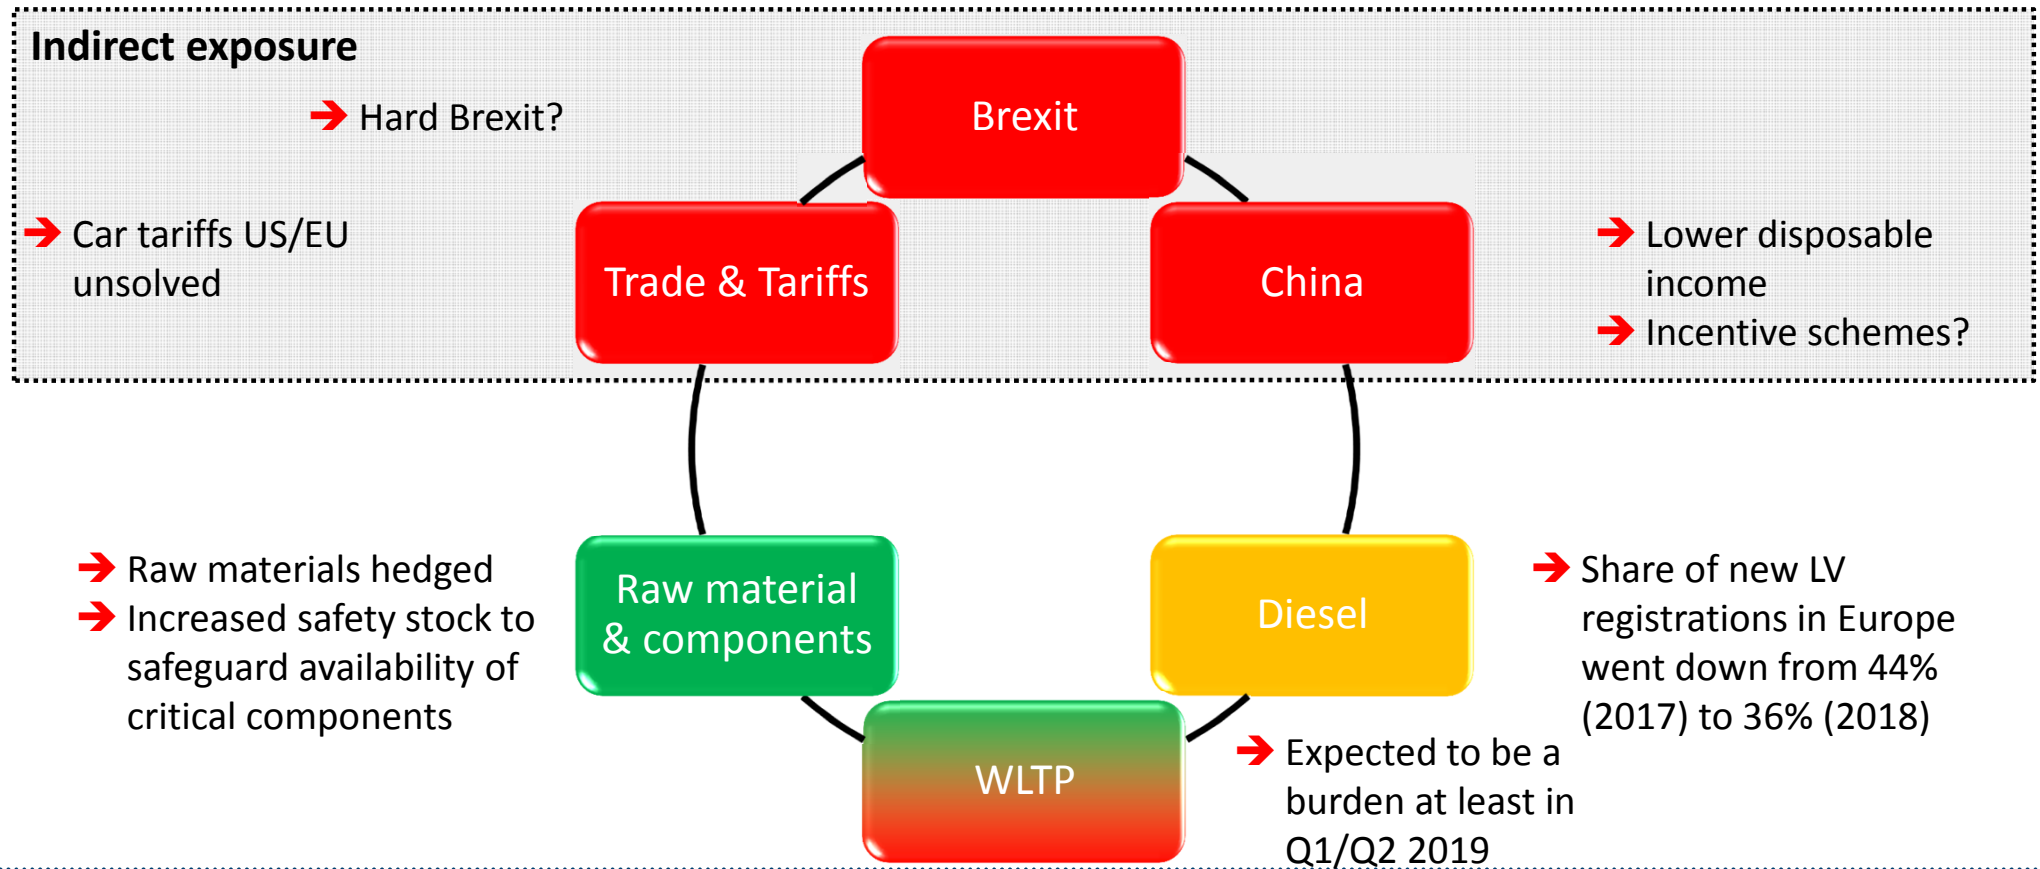 Indirect exposure
➔ Hard Brexit?
Brexit
➔ Car tariffs US/EU
unsolved
Trade & Tariffs
China
➔ Lower disposable
income
➔ Incentive schemes?
➔ Raw materials hedged
➔ Increased safety stock to
safeguard availability of
critical components
Raw material
& components
Diesel
➔ Share of new LV
registrations in Europe
went down from 44%
(2017) to 36% (2018)
WLTP
➔ Expected to be a
burden at least in
Q1/Q2 2019